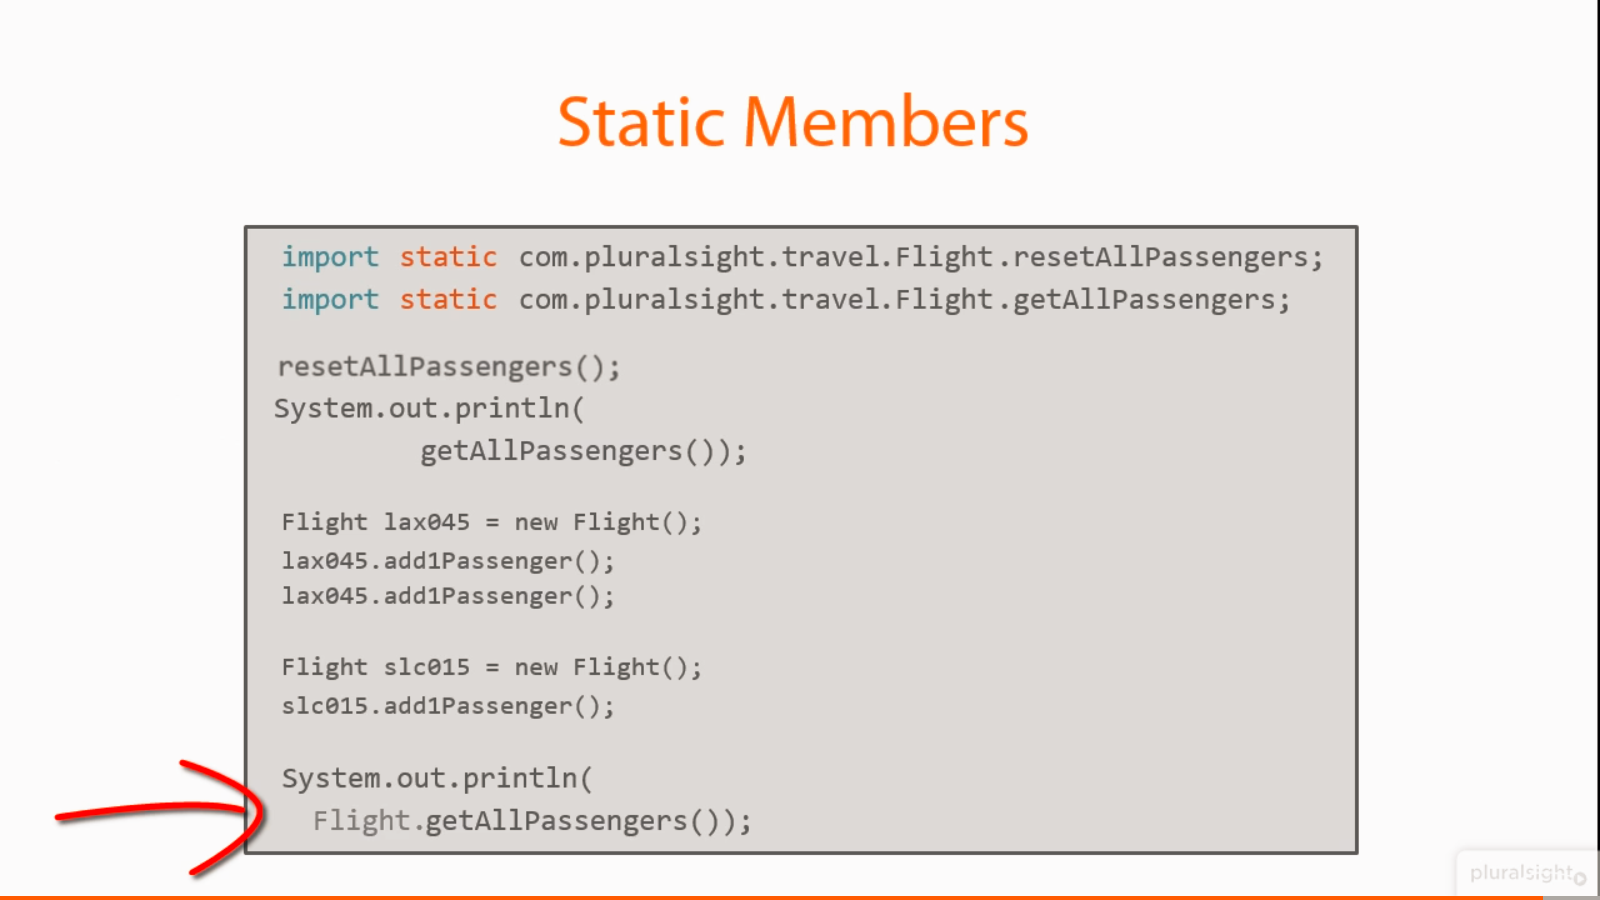 Static Members
import static com.pluralsight.travel.Flight.resetAllPassengers;
import static com.pluralsight.travel.Flight.getAllPassengers;
resetAllPassengers();
System.out.println(
getAllPassengers());
Flight lax045 = new Flight();
lax045.add1Passenger();
lax045.add1Passenger();
Flight slc015 = new Flight();
slc015.add1Passenger();
System.out.println(
Flight.getAllPassengers());
pluralsight